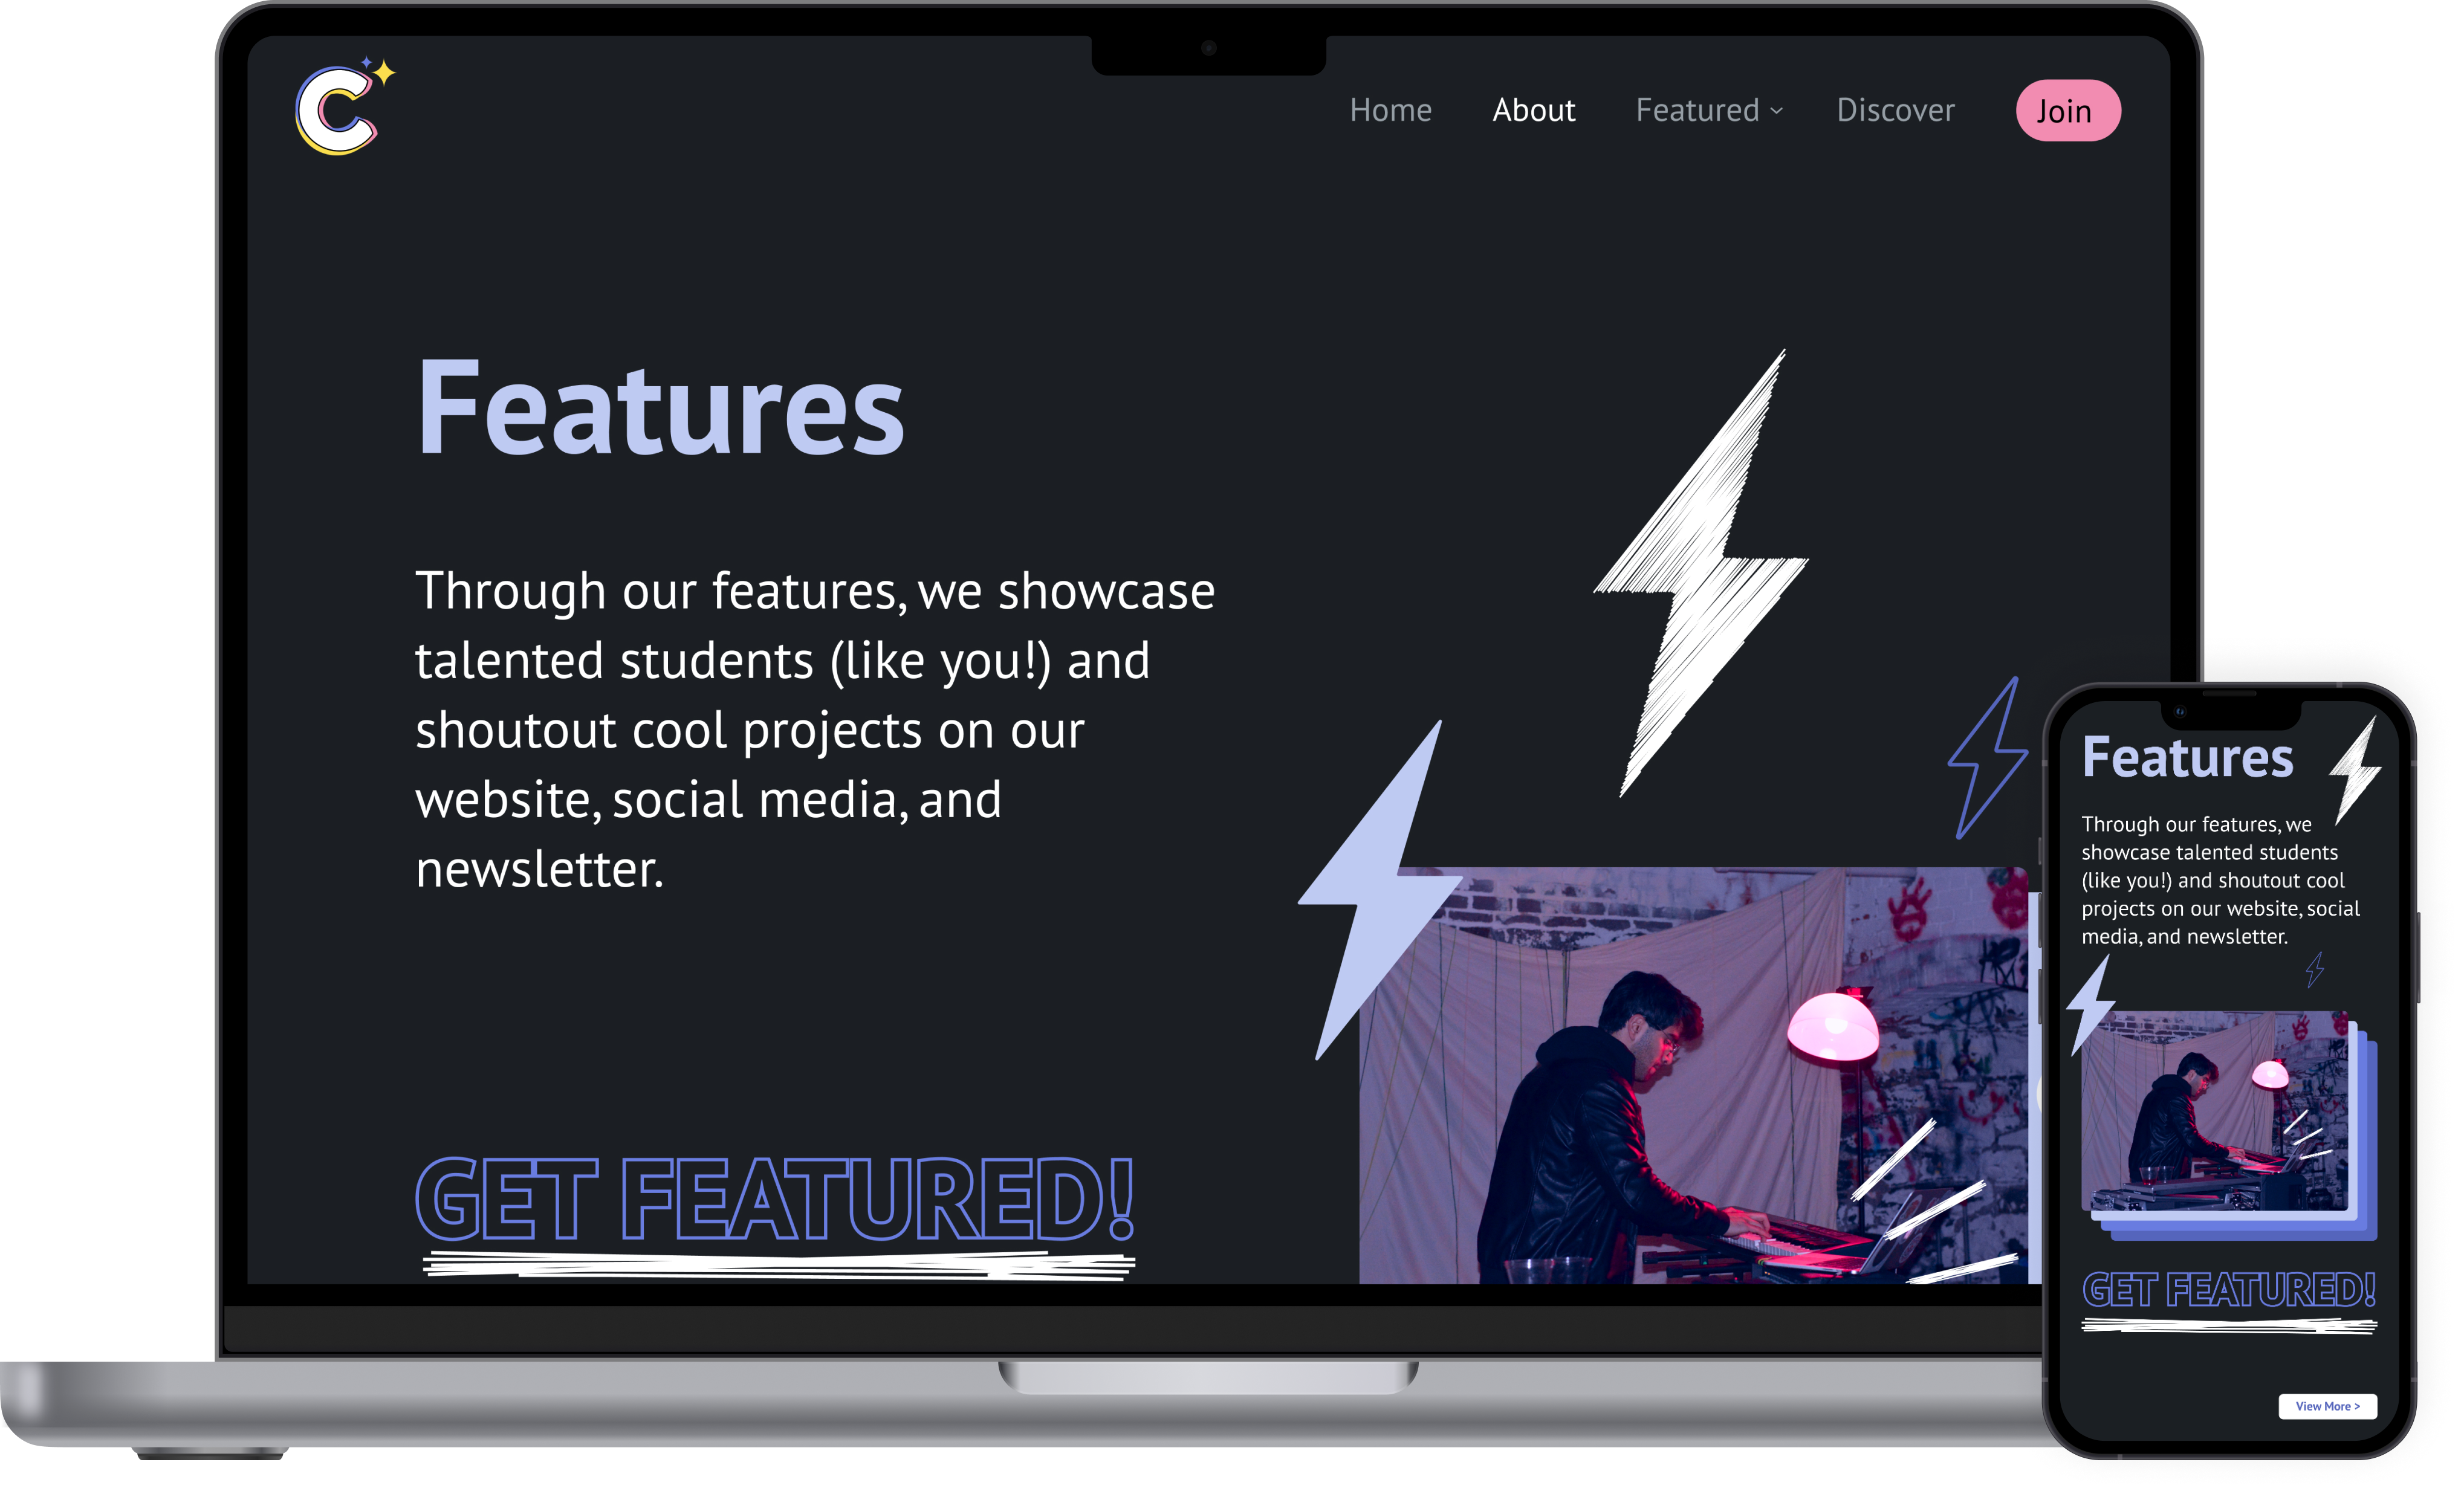 C
Home About Featured Discover Join
Features
Through our features, we showcase
talented students (like you!) and
shoutout cool projects on our
website, social media, and
newsletter.
GET FEATURED!
Features
Through our features, we
showcase talented students
(like you!) and shoutout cool
projects on our website, social
media, and newsletter.
GET FEATURED!
View More >